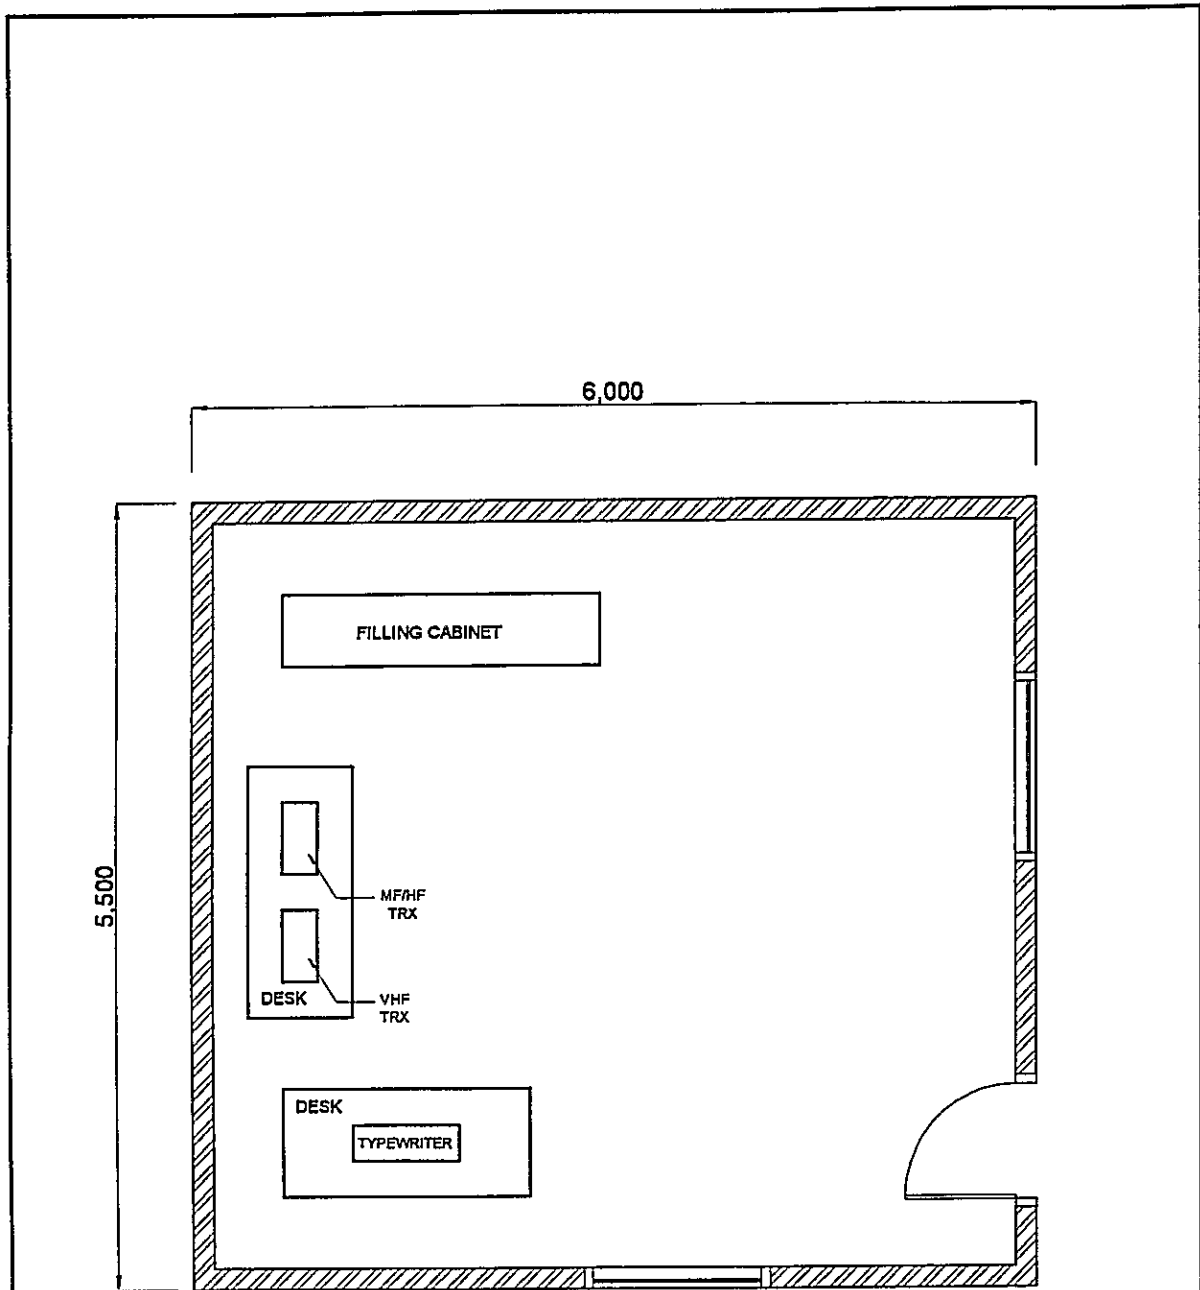 6,000
FILLING CABINET
5,500
MF/HF
TRX
DESK
VHF
TRX
DESK
TYPEWRITER